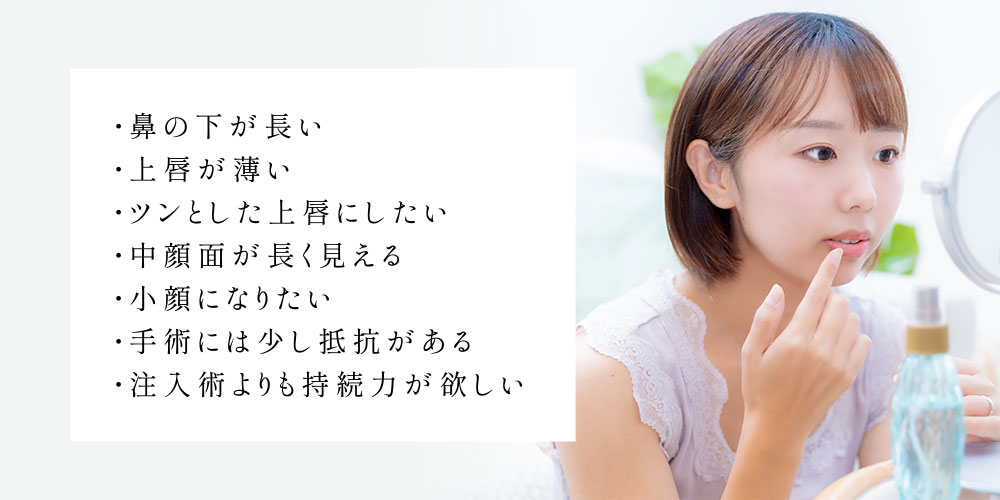 ・鼻の下が長い
・上唇が薄い
・ツンとした上唇にしたい
・中顔面が長く見える
・小顔になりたい
・手術には少し抵抗がある
・注入術よりも持続力が欲しい